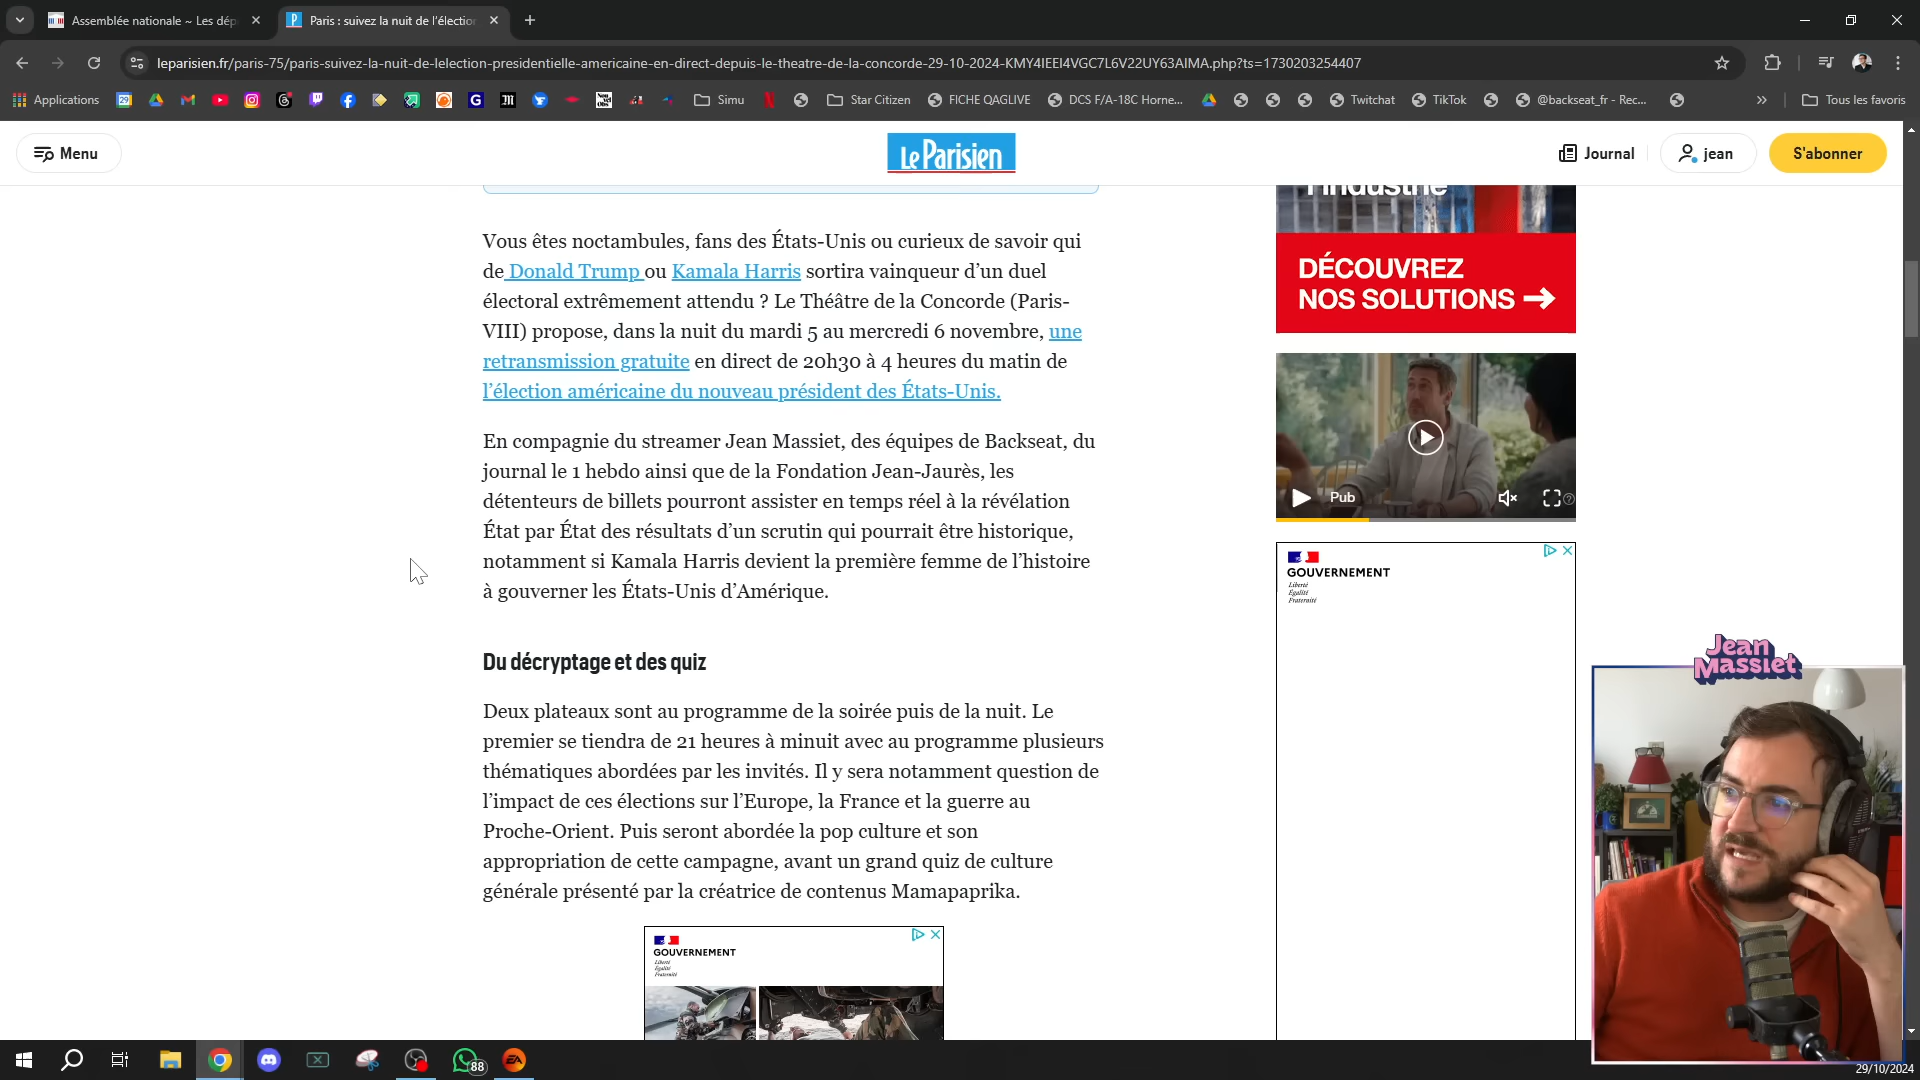 Assemblée nationale ~ Les dép
Paris : suivez la nuit de l'électior
leparisien.fr/paris-75/paris-suivez-la-nuit-de-lelection-presidentielle-americaine-en-direct-depuis-le-theatre-de-la-concorde-29-10-2024-KMY4IEEI4VGC7L6V22UY63AIMA.php?ts=1730203254407
Applications
Simu
Star Citizen
FICHE QAGLIVE
DCS F/A-18C Horne...
Twitchat
TikTok
@backseat_fr - Rec...
Tous les favoris
Menu
Le Parisien
Journal
jean
S'abonner
Vous êtes noctambules, fans des États-Unis ou curieux de savoir qui
de Donald Trump ou Kamala Harris sortira vainqueur d'un duel
électoral extrêmement attendu ? Le Théâtre de la Concorde (Paris-
VIII) propose, dans la nuit du mardi 5 au mercredi 6 novembre, une
retransmission gratuite en direct de 20h30 à 4 heures du matin de
l'élection américaine du nouveau président des États-Unis.
En compagnie du streamer Jean Massiet, des équipes de Backseat, du
journal le 1 hebdo ainsi que de la Fondation Jean-Jaurès, les
détenteurs de billets pourront assister en temps réel à la révélation
État par État des résultats d'un scrutin qui pourrait être historique,
notamment si Kamala Harris devient la première femme de l'histoire
à gouverner les États-Unis d'Amérique.
Du décryptage et des quiz
Deux plateaux sont au programme de la soirée puis de la nuit. Le
premier se tiendra de 21 heures à minuit avec au programme plusieurs
thématiques abordées par les invités. Il y sera notamment question de
l'impact de ces élections sur l'Europe, la France et la guerre au
Proche-Orient. Puis seront abordée la pop culture et son
appropriation de cette campagne, avant un grand quiz de culture
générale présenté par la créatrice de contenus Mamapaprika.
GOUVERNEMENT
Liberté
Égalité
Fraternité
l'industrie
DÉCOUVREZ
NOS SOLUTIONS
Pub
GOUVERNEMENT
Liberté
Égalité
Fraternité
Jean
Massiet
88
EA
29/10/2024